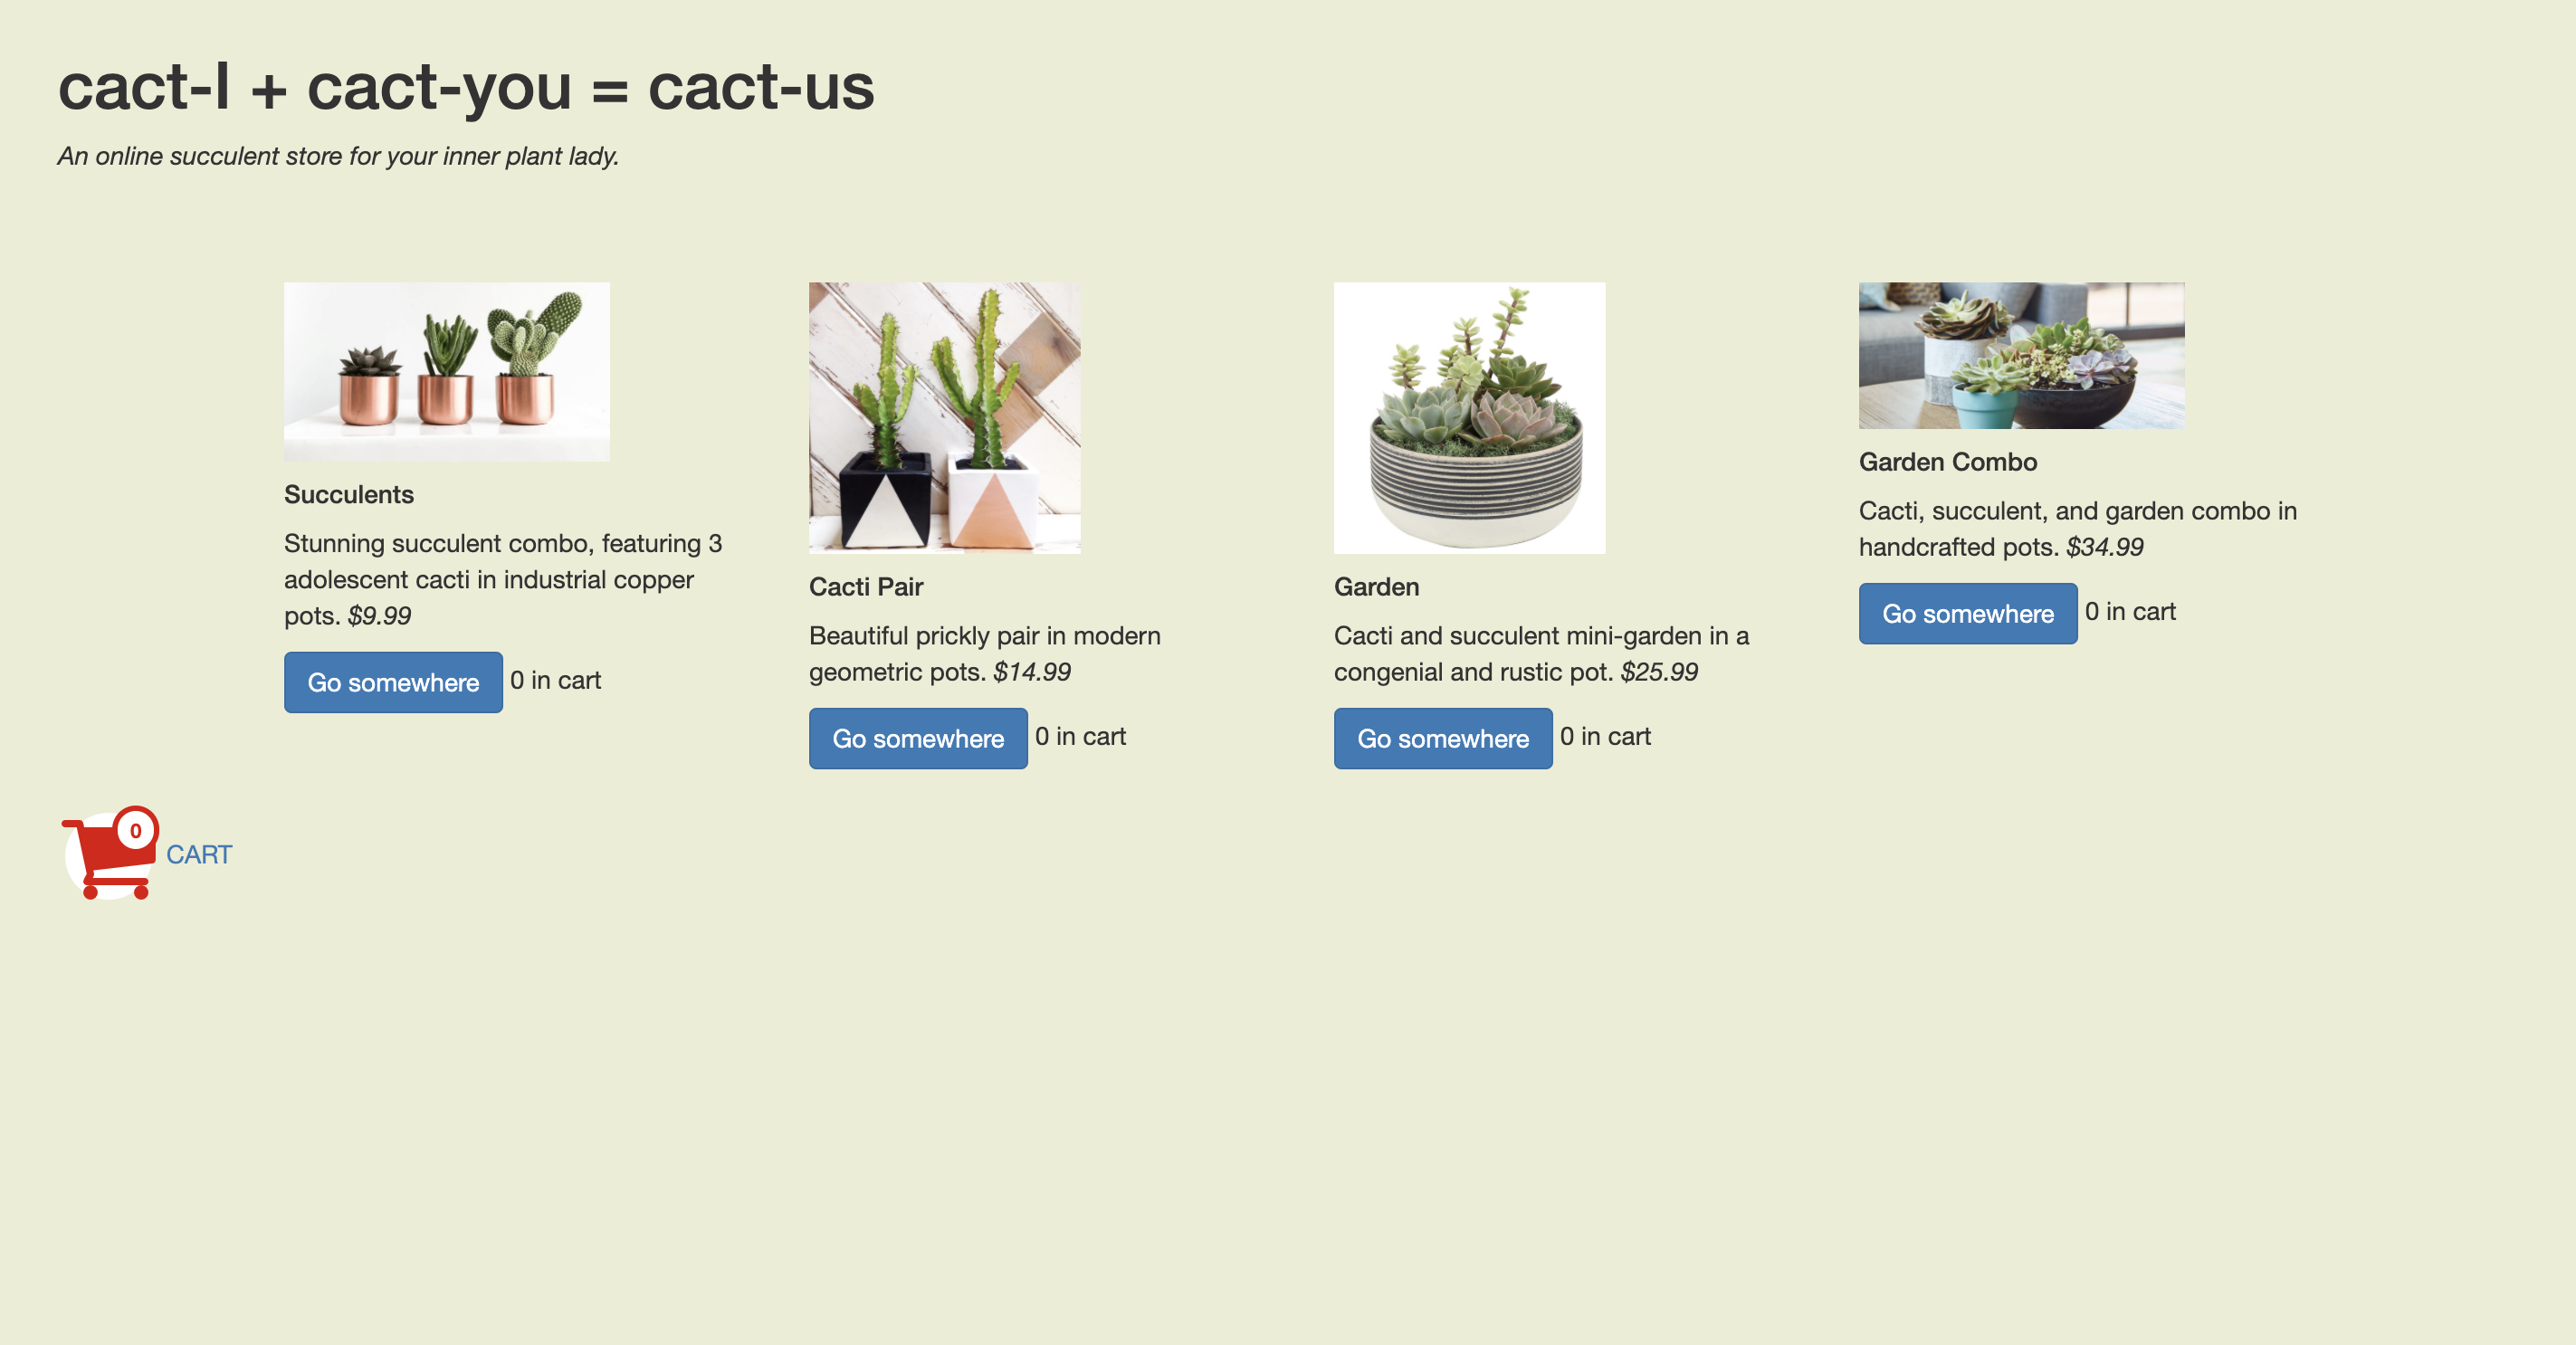 cact-I + cact-you = cact-us
An online succulent store for your inner plant lady.
Succulents
Stunning succulent combo, featuring 3
adolescent cacti in industrial copper
pots. $9.99
Go somewhere 0 in cart
Cacti Pair
Beautiful prickly pair in modern
geometric pots. $14.99
Go somewhere 0 in cart
Garden
Cacti and succulent mini-garden in a
congenial and rustic pot. $25.99
Go somewhere 0 in cart
Garden Combo
Cacti, succulent, and garden combo in
handcrafted pots. $34.99
Go somewhere 0 in cart
0 CART